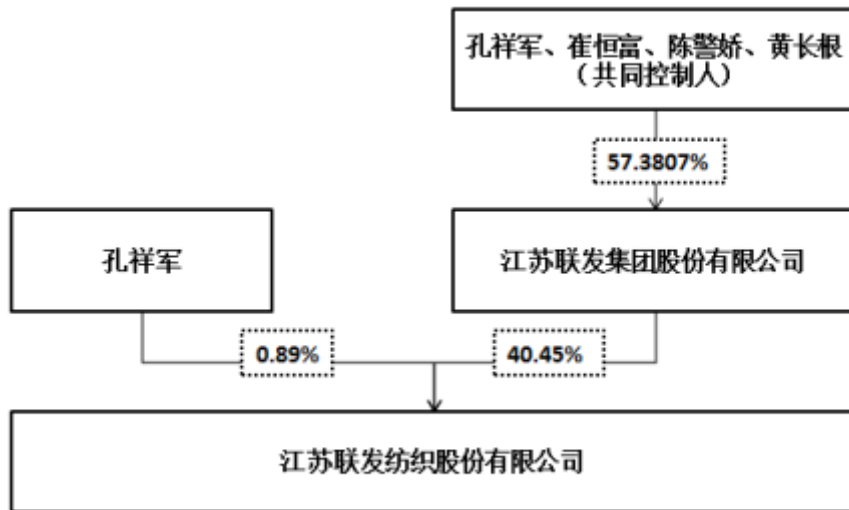 孔祥军、崔恒富、陈警娇、黄长根
（共同控制人）
57.3807%
孔祥军
江苏联发集团股份有限公司
0.89%
40.45%
江苏联发纺织股份有限公司